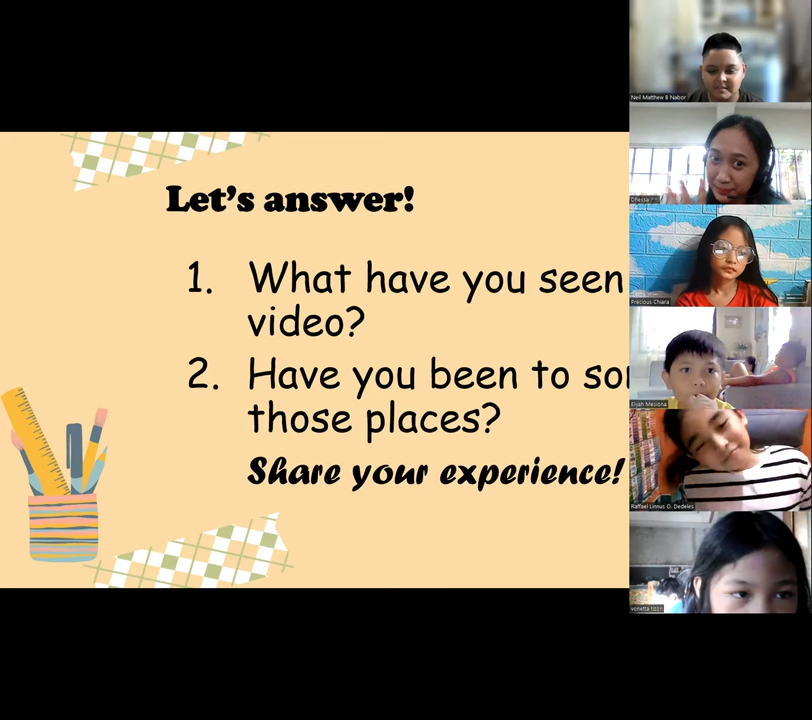 Let's answer!
1. What have you seen
video?
2. Have you been to
those places?
Share your experience!
Neil Matthew B Nabor
Chessa
Precious Chiara
Elijah Mesiona
Raffael Linnus O. Dedeles